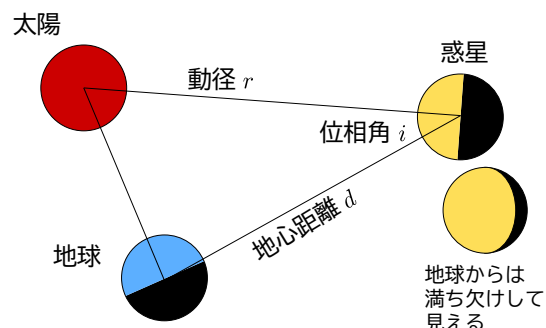 太陽
惑星
動径 r
位相角 i
地心距離 d
地球
地球からは
満ち欠けして
見える